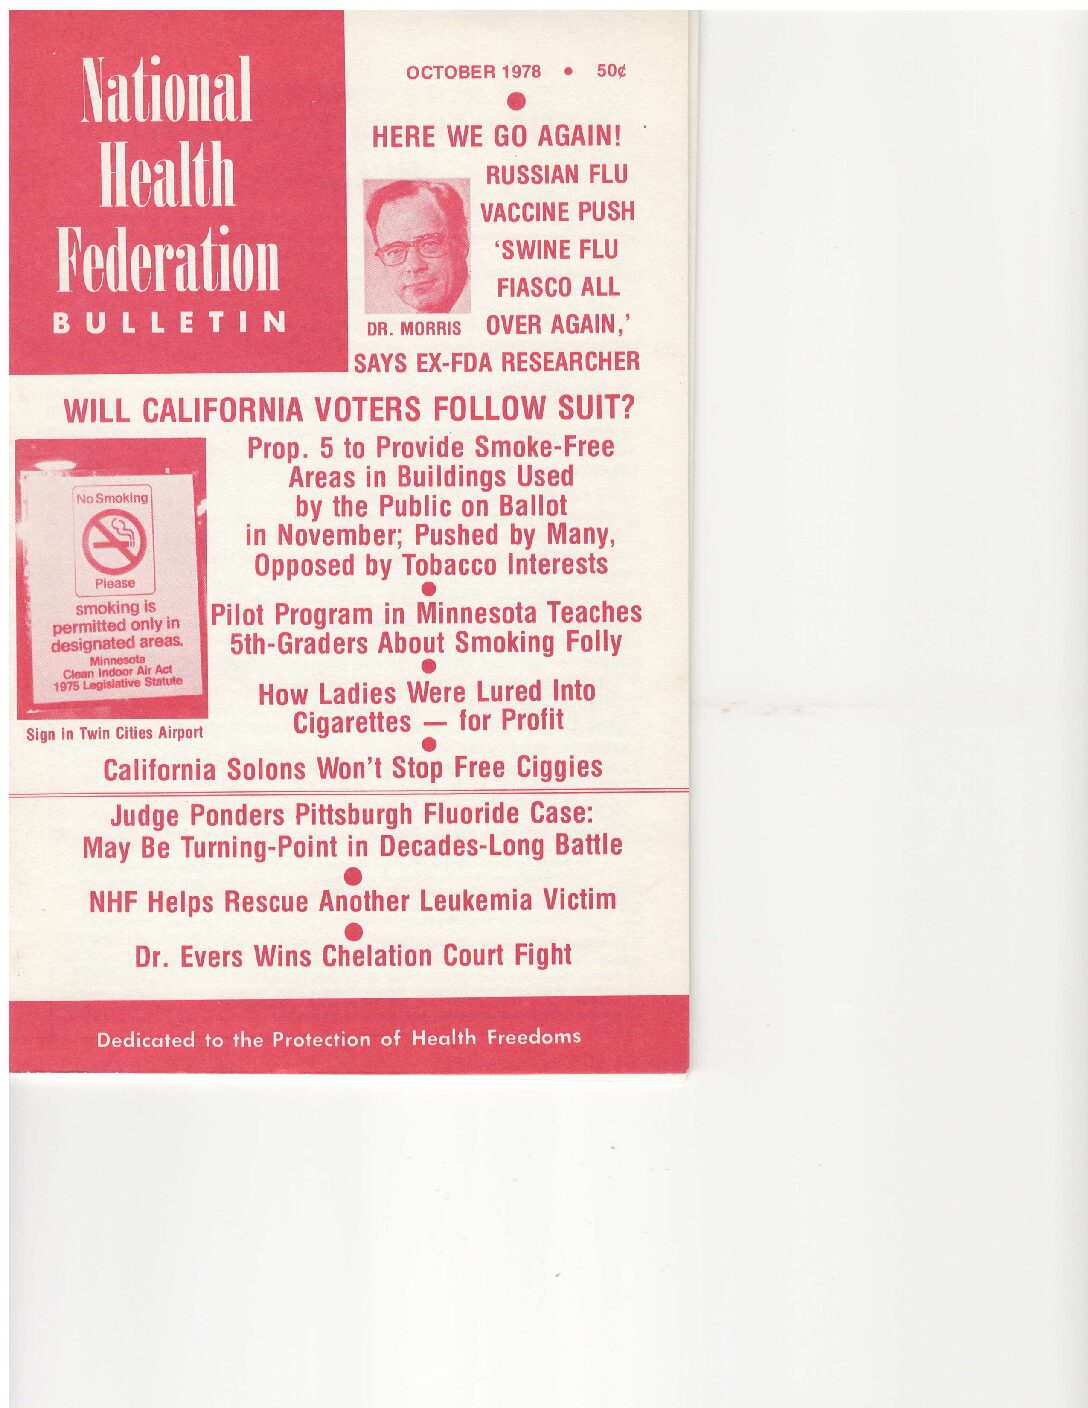 National
Health
Federation
BULLETIN
OCTOBER 1978 • 50¢
•
HERE WE GO AGAIN!
RUSSIAN FLU
VACCINE PUSH
‘SWINE FLU
FIASCO ALL
OVER AGAIN,’
DR. MORRIS
SAYS EX-FDA RESEARCHER
WILL CALIFORNIA VOTERS FOLLOW SUIT?
Prop. 5 to Provide Smoke-Free
Areas in Buildings Used
by the Public on Ballot
in November; Pushed by Many,
Opposed by Tobacco Interests
•
No Smoking
Please
smoking is
permitted only in
designated areas.
Minnesota
Clean Indoor Air Act
1975 Legislative Statute
Sign in Twin Cities Airport
Pilot Program in Minnesota Teaches
5th-Graders About Smoking Folly
•
How Ladies Were Lured Into
Cigarettes — for Profit
•
California Solons Won't Stop Free Ciggies
Judge Ponders Pittsburgh Fluoride Case:
May Be Turning-Point in Decades-Long Battle
•
NHF Helps Rescue Another Leukemia Victim
•
Dr. Evers Wins Chelation Court Fight
Dedicated to the Protection of Health Freedoms